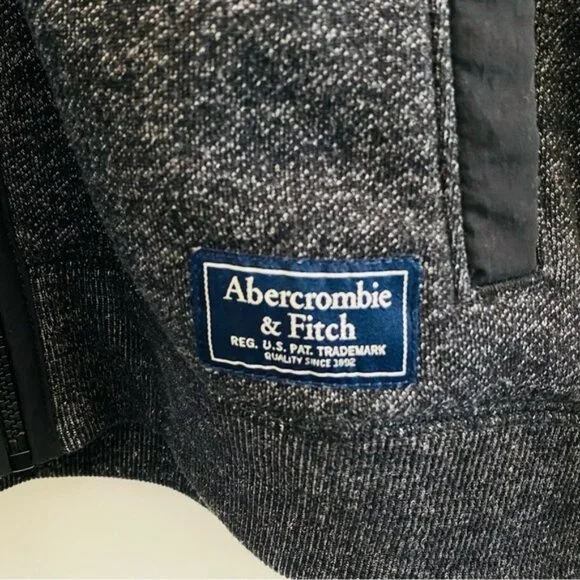 Abercrombie
& Fitch
REG. U.S. PAT. TRADEMARK
QUALITY SINCE 1892